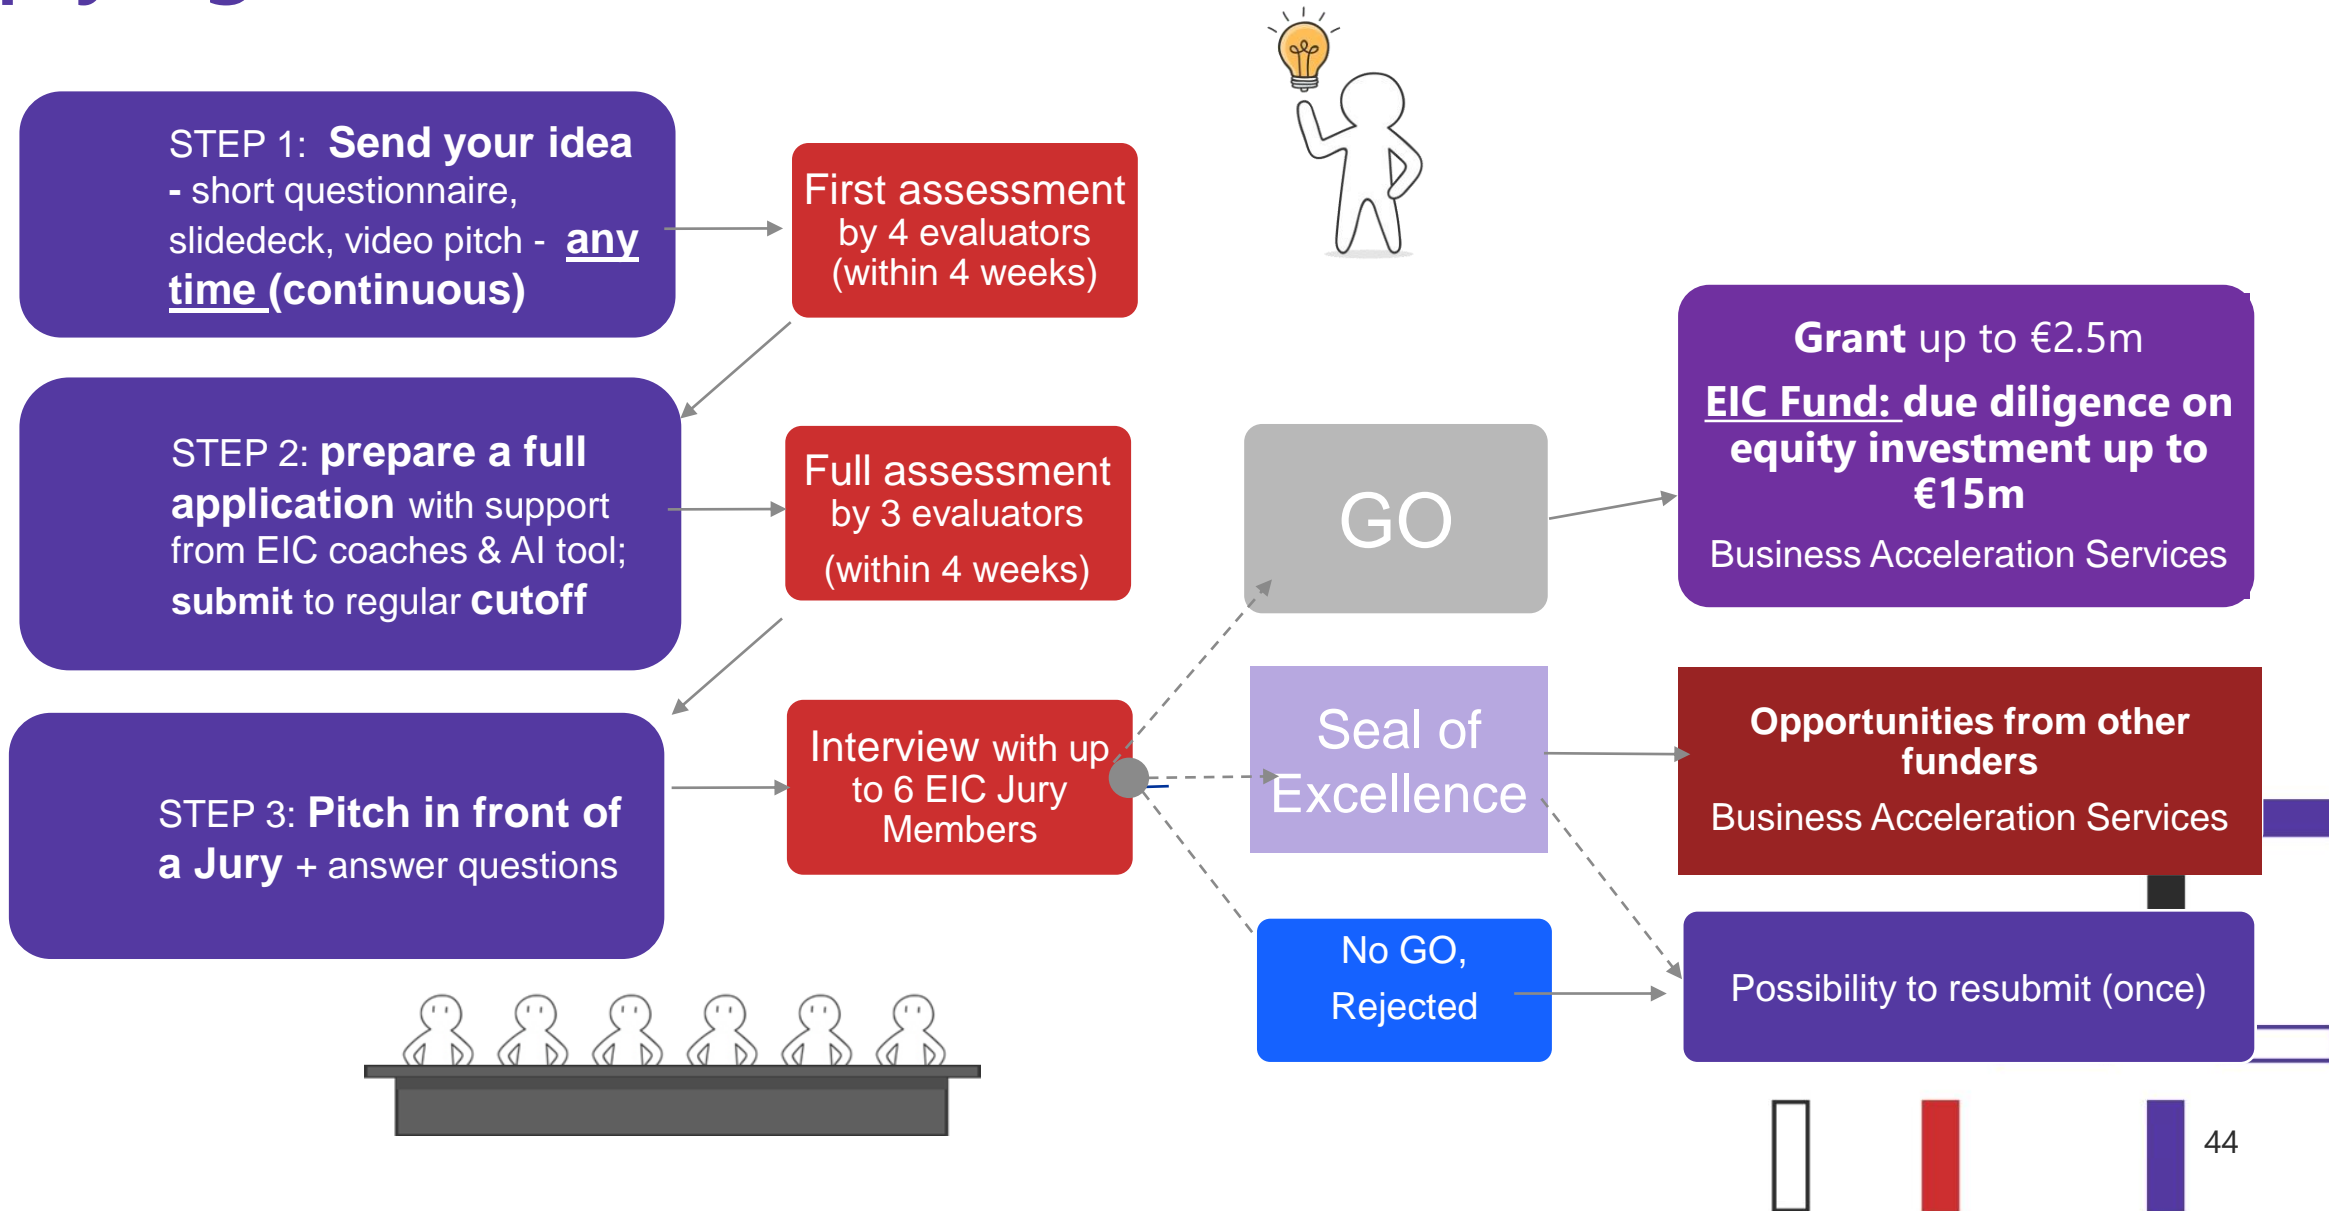 STEP 1: Send your idea
- short questionnaire,
slidedeck, video pitch - any
time (continuous)
First assessment
by 4 evaluators
(within 4 weeks)
STEP 2: prepare a full
application with support
from EIC coaches & AI tool;
submit to regular cutoff
Full assessment
by 3 evaluators
(within 4 weeks)
STEP 3: Pitch in front of
a Jury + answer questions
Interview with up
to 6 EIC Jury
Members
GO
Grant up to €2.5m
EIC Fund: due diligence on
equity investment up to
€15m
Business Acceleration Services
Seal of
Excellence
Opportunities from other
funders
Business Acceleration Services
No GO,
Rejected
Possibility to resubmit (once)
44